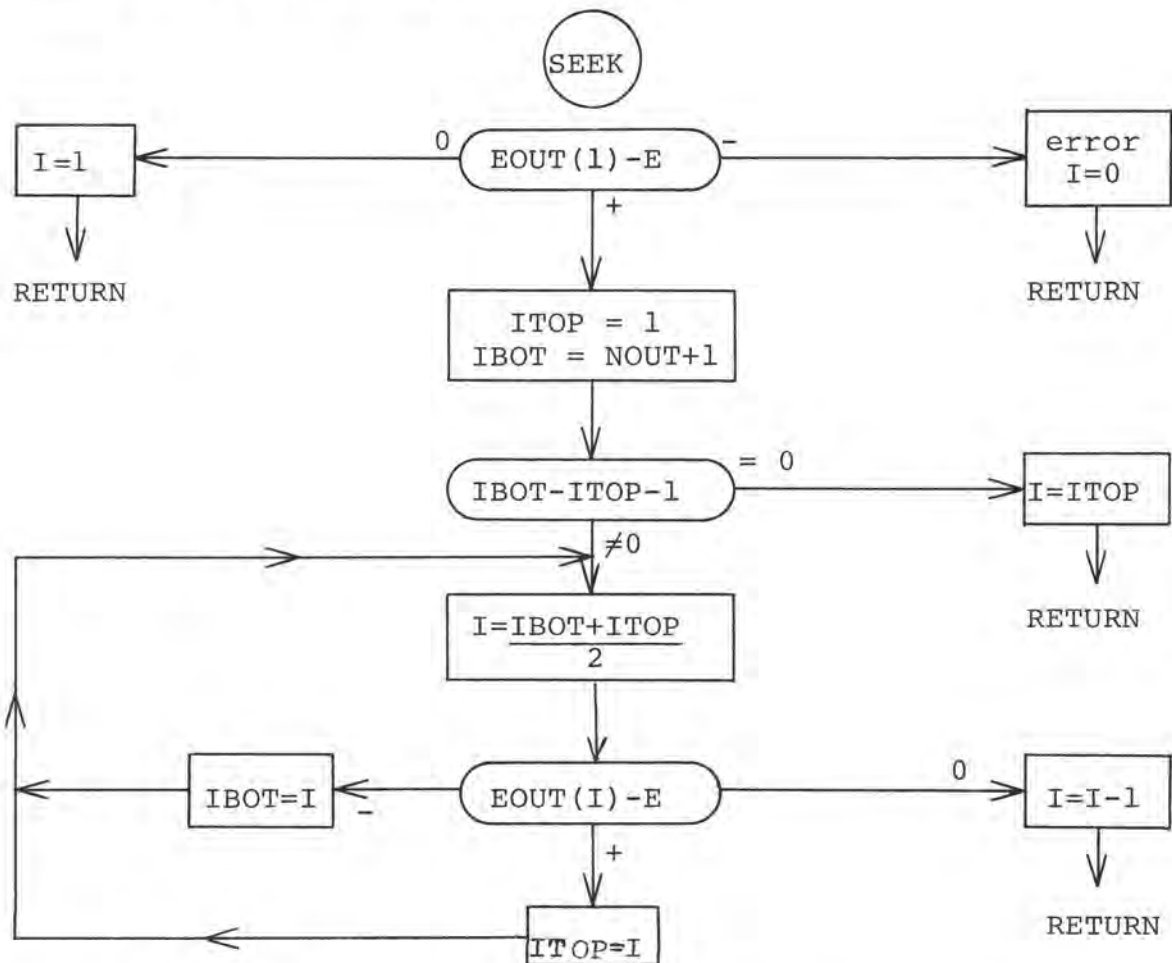 SEEK
0
EOUT(1)-E
-
I=1
error
I=0
+
RETURN
RETURN
ITOP = 1
IBOT = NOUT+1
IBOT-ITOP-1
= 0
I=ITOP
≠0
RETURN
I=IBOT+ITOP
2
IBOT=I
-
EOUT(I)-E
0
I=I-1
+
RETURN
ITOP=I